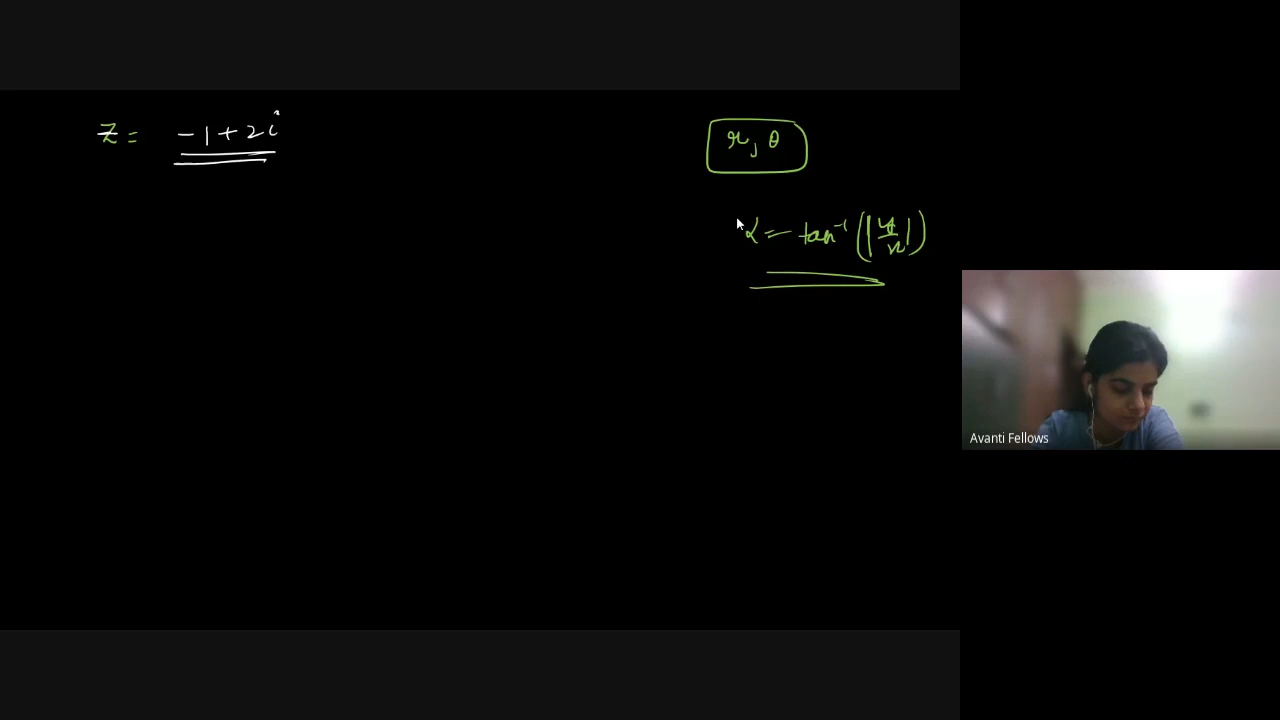 z = -1+2i
r, θ
α = tan⁻¹(|y/x|)
Avanti Fellows